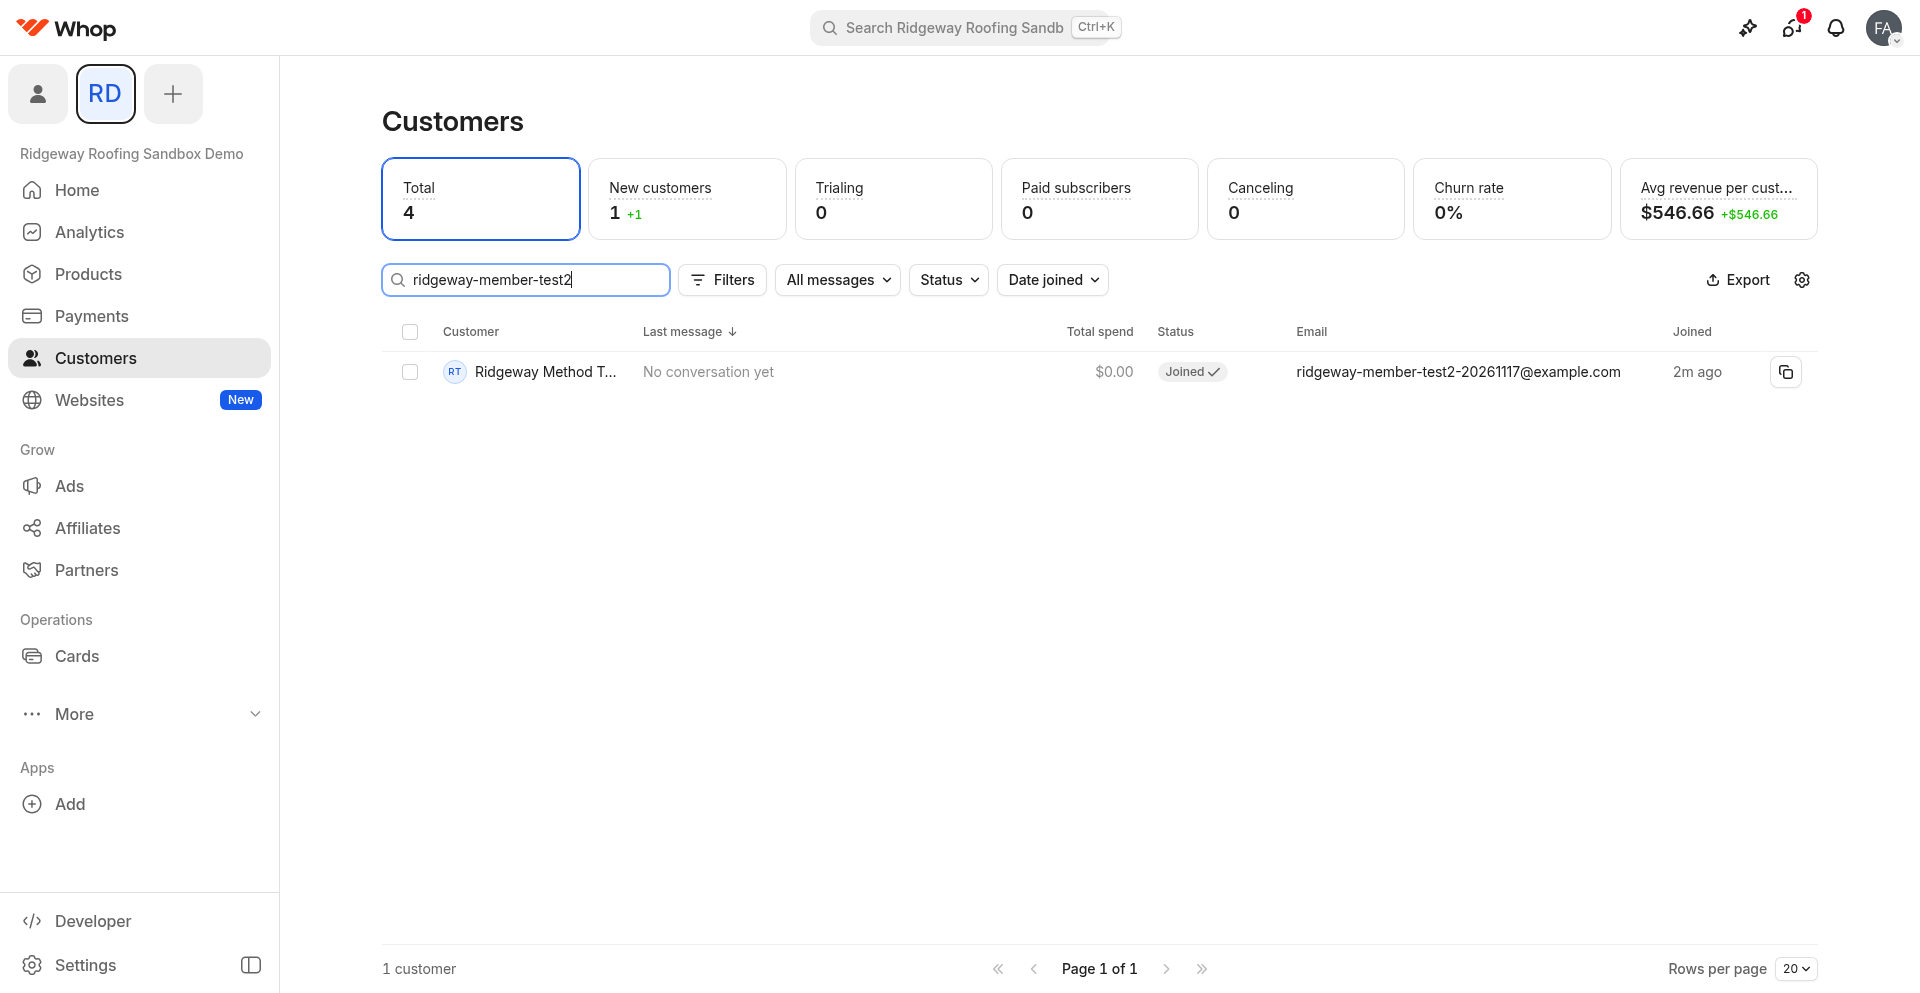 Whop
Search Ridgeway Roofing Sandb
Ctrl+K
1
FA
RD
Ridgeway Roofing Sandbox Demo
Home
Analytics
Products
Payments
Customers
Websites
New
Grow
Ads
Affiliates
Partners
Operations
Cards
More
Apps
Add
Developer
Settings
Customers
Total
4
New customers
1 +1
Trialing
0
Paid subscribers
0
Canceling
0
Churn rate
0%
Avg revenue per cust...
$546.66 +$546.66
ridgeway-member-test2
Filters
All messages
Status
Date joined
Export
Customer Last message Total spend Status Email Joined
RT Ridgeway Method T... No conversation yet $0.00 Joined ridgeway-member-test2-20261117@example.com 2m ago
1 customer
Page 1 of 1
Rows per page 20